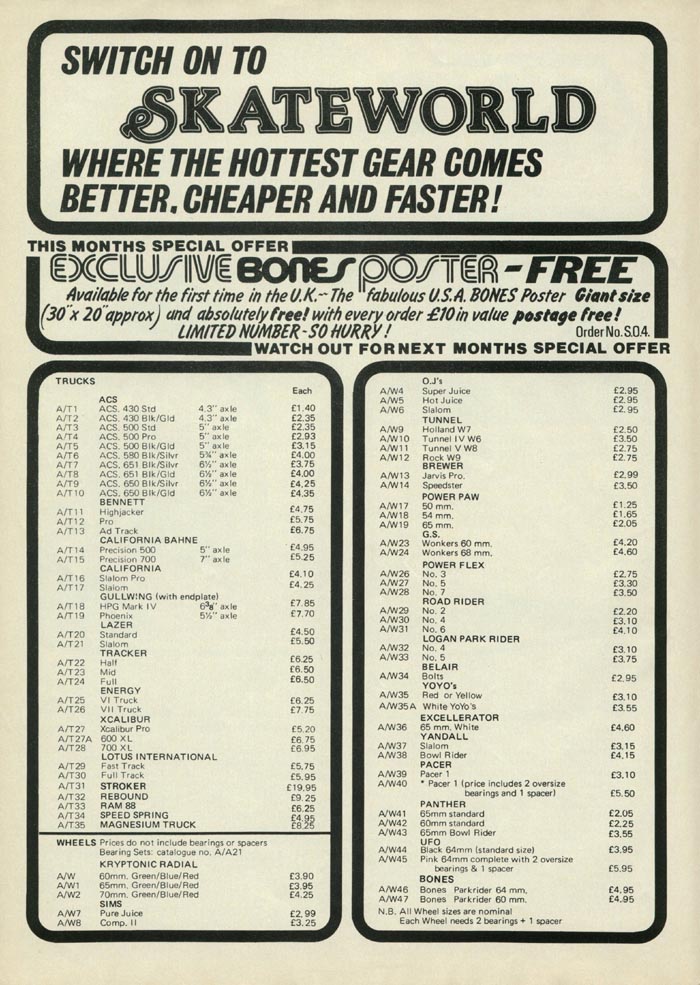 SWITCH ON TO
SKATEWORLD
WHERE THE HOTTEST GEAR COMES
BETTER, CHEAPER AND FASTER!
THIS MONTHS SPECIAL OFFER
EXCLUSIVE BONES POSTER - FREE
Available for the first time in the U.K. - The fabulous U.S.A. BONES Poster Giant size
(30" x 20" approx) and absolutely free! with every order £10 in value postage free!
LIMITED NUMBER - SO HURRY! Order No. S.O.4.
WATCH OUT FOR NEXT MONTHS SPECIAL OFFER
TRUCKS
Each
ACS
A/T1 ACS. 430 Std 4.3" axle £1.40
A/T2 ACS. 430 Blk/Gld 4.3" axle £2.35
A/T3 ACS. 500 Std 5" axle £2.35
A/T4 ACS. 500 Pro 5" axle £2.93
A/T5 ACS. 500 Blk/Gld 5" axle £3.15
A/T6 ACS. 580 Blk/Silvr 5¾" axle £4.00
A/T7 ACS. 651 Blk/Silvr 6½" axle £3.75
A/T8 ACS. 651 Blk/Gld 6½" axle £4.00
A/T9 ACS. 650 Blk/Silvr 6½" axle £4.25
A/T10 ACS. 650 Blk/Gld 6½" axle £4.35
BENNETT
A/T11 Highjacker £4.75
A/T12 Pro £5.75
A/T13 Ad Track £6.75
CALIFORNIA BAHNE
A/T14 Precision 500 5" axle £4.95
A/T15 Precision 700 7" axle £5.25
CALIFORNIA
A/T16 Slalom Pro £4.10
A/T17 Slalom £4.25
GULLWING (with endplate)
A/T18 HPG Mark IV 6⅜" axle £7.85
A/T19 Phoenix 5½" axle £7.70
LAZER
A/T20 Standard £4.50
A/T21 Slalom £5.50
TRACKER
A/T22 Half £6.25
A/T23 Mid £6.50
A/T24 Full £6.50
ENERGY
A/T25 VI Truck £6.25
A/T26 VII Truck £7.75
XCALIBUR
A/T27 Xcalibur Pro £5.20
A/T27A 600 XL £6.75
A/T28 700 XL £6.95
LOTUS INTERNATIONAL
A/T29 Fast Track £5.75
A/T30 Full Track £5.95
A/T31 STROKER £19.95
A/T32 REBOUND £9.25
A/T33 RAM 88 £6.25
A/T34 SPEED SPRING £4.95
A/T35 MAGNESIUM TRUCK £8.25
WHEELS Prices do not include bearings or spacers
Bearing Sets: catalogue no. A/A21
KRYPTONIC RADIAL
A/W 60mm. Green/Blue/Red £3.90
A/W1 65mm. Green/Blue/Red £3.95
A/W2 70mm. Green/Blue/Red £4.25
SIMS
A/W7 Pure Juice £2.99
A/W8 Comp. II £3.25
O.J's
A/W4 Super Juice £2.95
A/W5 Hot Juice £2.95
A/W6 Slalom £2.95
TUNNEL
A/W9 Holland W7 £2.50
A/W10 Tunnel IV W6 £3.50
A/W11 Tunnel V W8 £2.75
A/W12 Rock W9 £2.75
BREWER
A/W13 Jarvis Pro. £2.99
A/W14 Speedster £3.50
POWER PAW
A/W17 50 mm. £1.25
A/W18 54 mm. £1.65
A/W19 65 mm. £2.05
G.S.
A/W23 Wonkers 60 mm. £4.20
A/W24 Wonkers 68 mm. £4.60
POWER FLEX
A/W26 No. 3 £2.75
A/W27 No. 5 £3.30
A/W28 No. 7 £3.50
ROAD RIDER
A/W29 No. 2 £2.20
A/W30 No. 4 £3.10
A/W31 No. 6 £4.10
LOGAN PARK RIDER
A/W32 No. 4 £3.10
A/W33 No. 5 £3.75
BELAIR
A/W34 Bolts £2.95
YOYO's
A/W35 Red or Yellow £3.10
A/W35A White YoYo's £3.55
EXCELLERATOR
A/W36 65 mm. White £4.60
YANDALL
A/W37 Slalom £3.15
A/W38 Bowl Rider £4.15
PACER
A/W39 Pacer 1 £3.10
A/W40 * Pacer 1 (price includes 2 oversize
bearings and 1 spacer) £5.50
PANTHER
A/W41 65mm standard £2.05
A/W42 60mm standard £2.25
A/W43 65mm Bowl Rider £3.55
UFO
A/W44 Black 64mm (standard size) £3.95
A/W45 Pink 64mm complete with 2 oversize
bearings & 1 spacer £5.95
BONES
A/W46 Bones Parkrider 64 mm. £4.95
A/W47 Bones Parkrider 60 mm. £4.95
N.B. All Wheel sizes are nominal
Each Wheel needs 2 bearings + 1 spacer